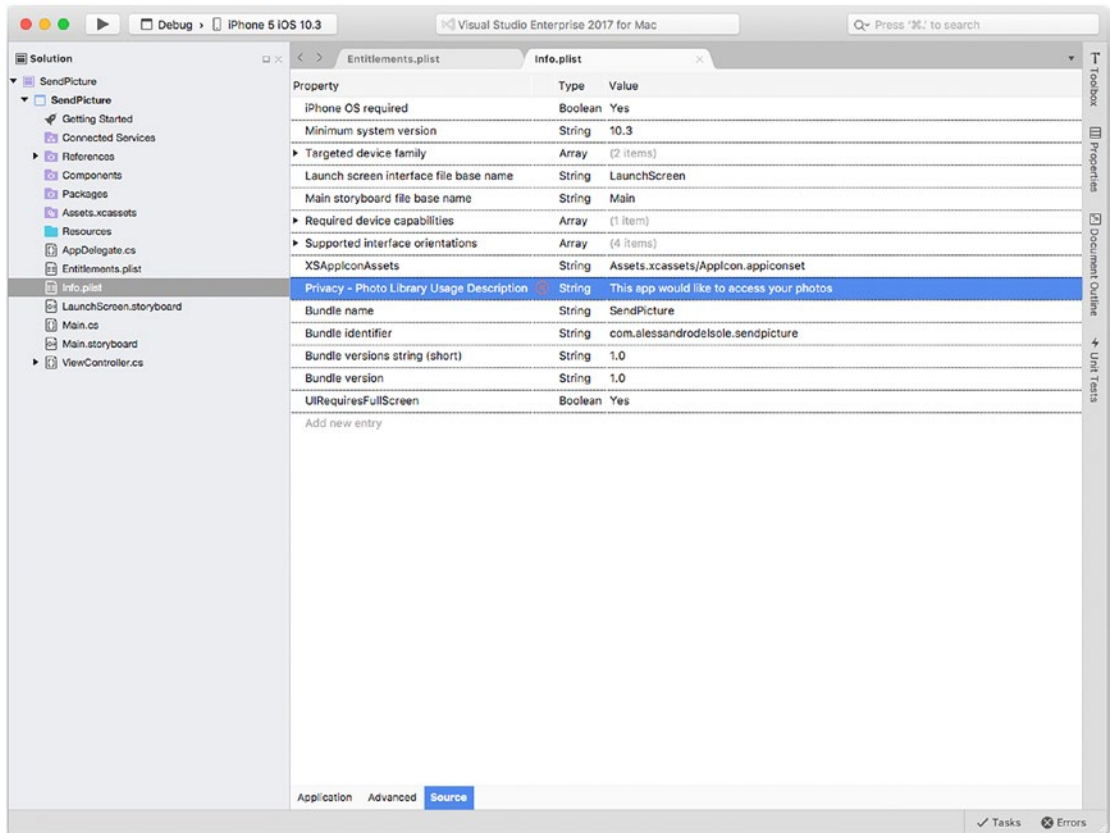 Debug › iPhone 5 iOS 10.3 Visual Studio Enterprise 2017 for Mac Press '⌘.' to search
Solution
SendPicture
SendPicture
Getting Started
Connected Services
References
Components
Packages
Assets.xcassets
Resources
AppDelegate.cs
Entitlements.plist
Info.plist
LaunchScreen.storyboard
Main.cs
Main.storyboard
ViewController.cs
Entitlements.plist Info.plist
Property Type Value
iPhone OS required Boolean Yes
Minimum system version String 10.3
Targeted device family Array (2 items)
Launch screen interface file base name String LaunchScreen
Main storyboard file base name String Main
Required device capabilities Array (1 item)
Supported interface orientations Array (4 items)
XSAppIconAssets String Assets.xcassets/AppIcon.appiconset
Privacy - Photo Library Usage Description String This app would like to access your photos
Bundle name String SendPicture
Bundle identifier String com.alessandrodelsole.sendpicture
Bundle versions string (short) String 1.0
Bundle version String 1.0
UIRequiresFullScreen Boolean Yes
Add new entry
Application Advanced Source
Toolbox
Properties
Document Outline
Unit Tests
Tasks Errors